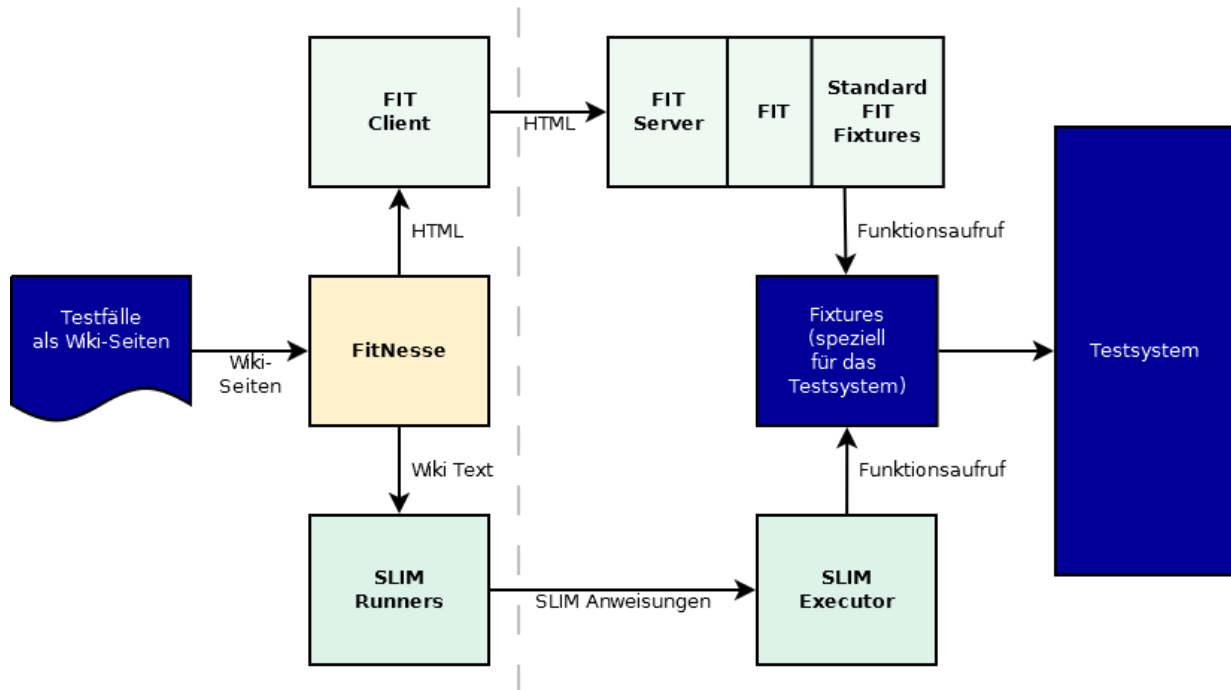 FIT
Client
HTML
FIT
Server
FIT
Standard
FIT
Fixtures
HTML
Funktionsaufruf
Testfälle
als Wiki-Seiten
Wiki-
Seiten
FitNesse
Fixtures
(speziell
für das
Testsystem)
Testsystem
Wiki Text
Funktionsaufruf
SLIM
Runners
SLIM Anweisungen
SLIM
Executor